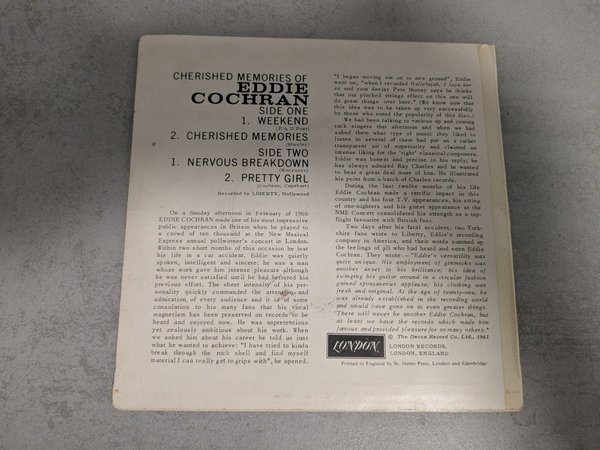 CHERISHED MEMORIES OF
EDDIE
COCHRAN
SIDE ONE
1. WEEKEND
(B & D. Post)
2. CHERISHED MEMORIES
(Sheeley)
SIDE TWO
1. NERVOUS BREAKDOWN
(Roccuzzo)
2. PRETTY GIRL
(Cochran; Capehart)
Recorded by LIBERTY, Hollywood
On a Sunday afternoon in February of 1960
EDDIE COCHRAN made one of his most impressive
public appearances in Britain when he played to
a crowd of ten thousand at the New Musical
Express annual pollwinner's concert in London.
Within two short months of this occasion he lost
his life in a car accident. Eddie was quietly
spoken, intelligent and sincere; he was a man
whose work gave him intense pleasure although
he was never satisfied until he had bettered his
previous effort. The sheer intensity of his per-
sonality quickly commanded the attention and
admiration of every audience and it is of some
consolation to his many fans that his vocal
magnetism has been preserved on records to be
heard and enjoyed now. He was unpretentious
yet zealously ambitious about his work. When
we asked him about his career he told us just
what he wanted to achieve: "I have tried to kinda
break through the rock shell and find myself
material I can really get to grips with", he opened.
"I began moving out on to new ground", Eddie
went on, "when I recorded Hallelujah, I love her
so and your deejay Pete Murray says he thinks
that our plucked strings effect on this one will
do great things over here." (We know now that
this idea was to be taken up very successfully
by those who noted the popularity of this disc.)
We had been talking to various up and coming
rock singers that afternoon and when we had
asked them what type of music they liked to
listen to several of them had put on a rather
transparent air of superiority and claimed an
intense liking for the 'right' classical composers.
Eddie was honest and precise in his reply; he
has always admired Ray Charles and he wanted
to hear a great deal more of him. He illustrated
his point from a batch of Charles records.
During the last twelve months of his life
Eddie Cochran made a terrific impact in this
country and his four T.V. appearances, his string
of one-nighters and his guest appearance at the
NME Concert consolidated his strength as a top-
flight favourite with British fans.
Two days after his fatal accident, two York-
shire fans wrote to Liberty, Eddie's recording
company in America, and their words summed up
the feelings of all who had heard and seen Eddie
Cochran. They wrote:—"Eddie's versatility was
quite unique. His employment of gimmicks was
another asset to his brilliance; his idea of
swinging his guitar around in a circular fashion
gained spontaneous applause; his clothing was
fresh and original. At the age of twenty-one, he
was already established in the recording world
and would have gone on to even greater things.
"There will never be another Eddie Cochran, but
at least we have the records which made him
famous and provided pleasure for so many others."
© The Decca Record Co. Ltd., 1961
LONDON
LONDON RECORDS,
LONDON, ENGLAND
Printed in England by St. James Press, London and Edenbridge